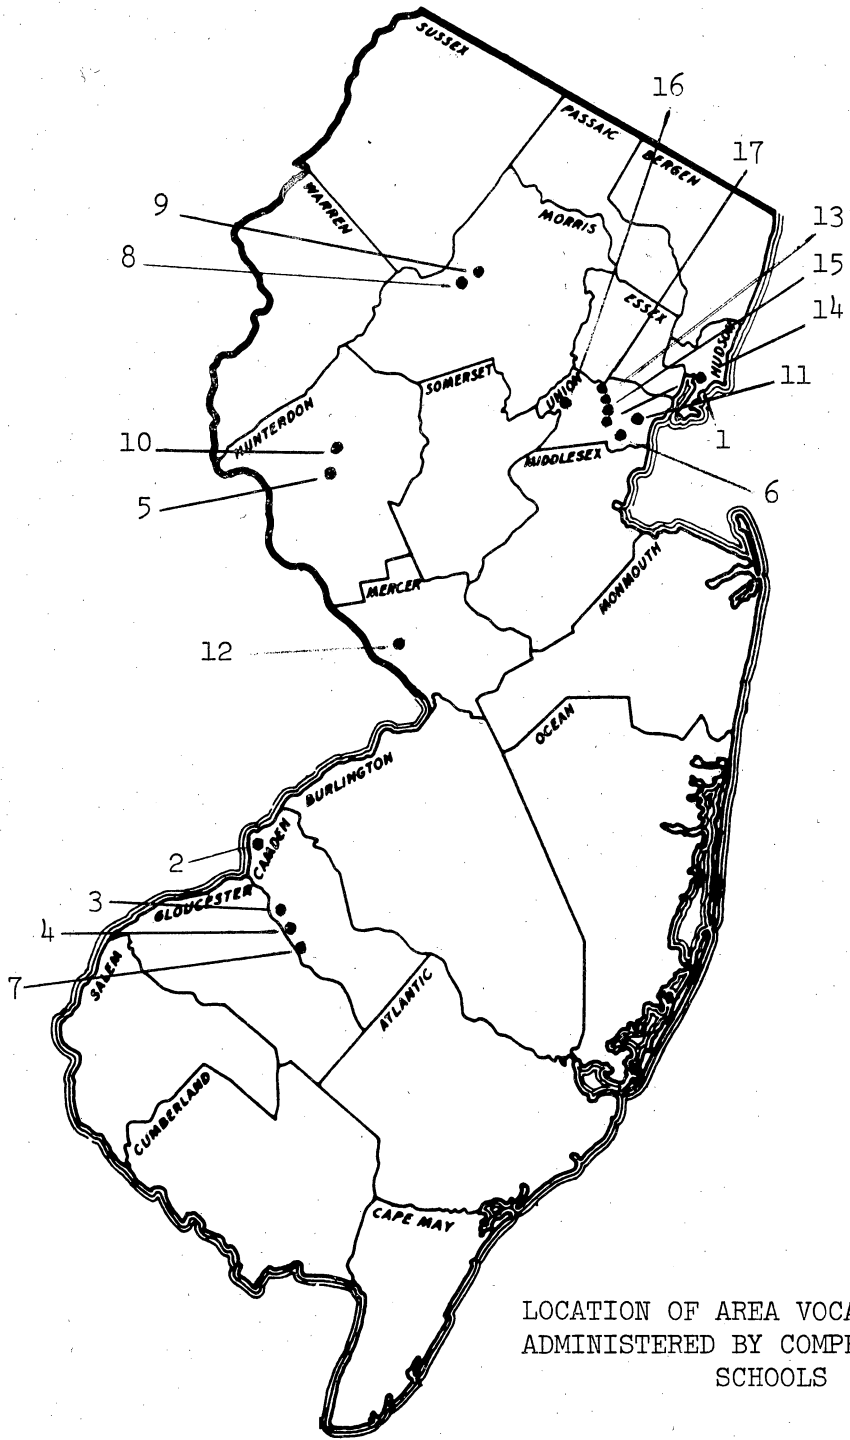 SUSSEX
16
PASSAIC
17
BERGEN
9
WARREN
13
MORRIS
8
15
ESSEX
14
HUDSON
SOMERSET
UNION
11
HUNTERDON
10
1
MIDDLESEX
6
5
MERCER
MONMOUTH
12
OCEAN
BURLINGTON
2
CAMDEN
3
GLOUCESTER
4
7
SALEM
ATLANTIC
CUMBERLAND
CAPE MAY
LOCATION OF AREA
ADMINISTERED BY
SCHOOLS